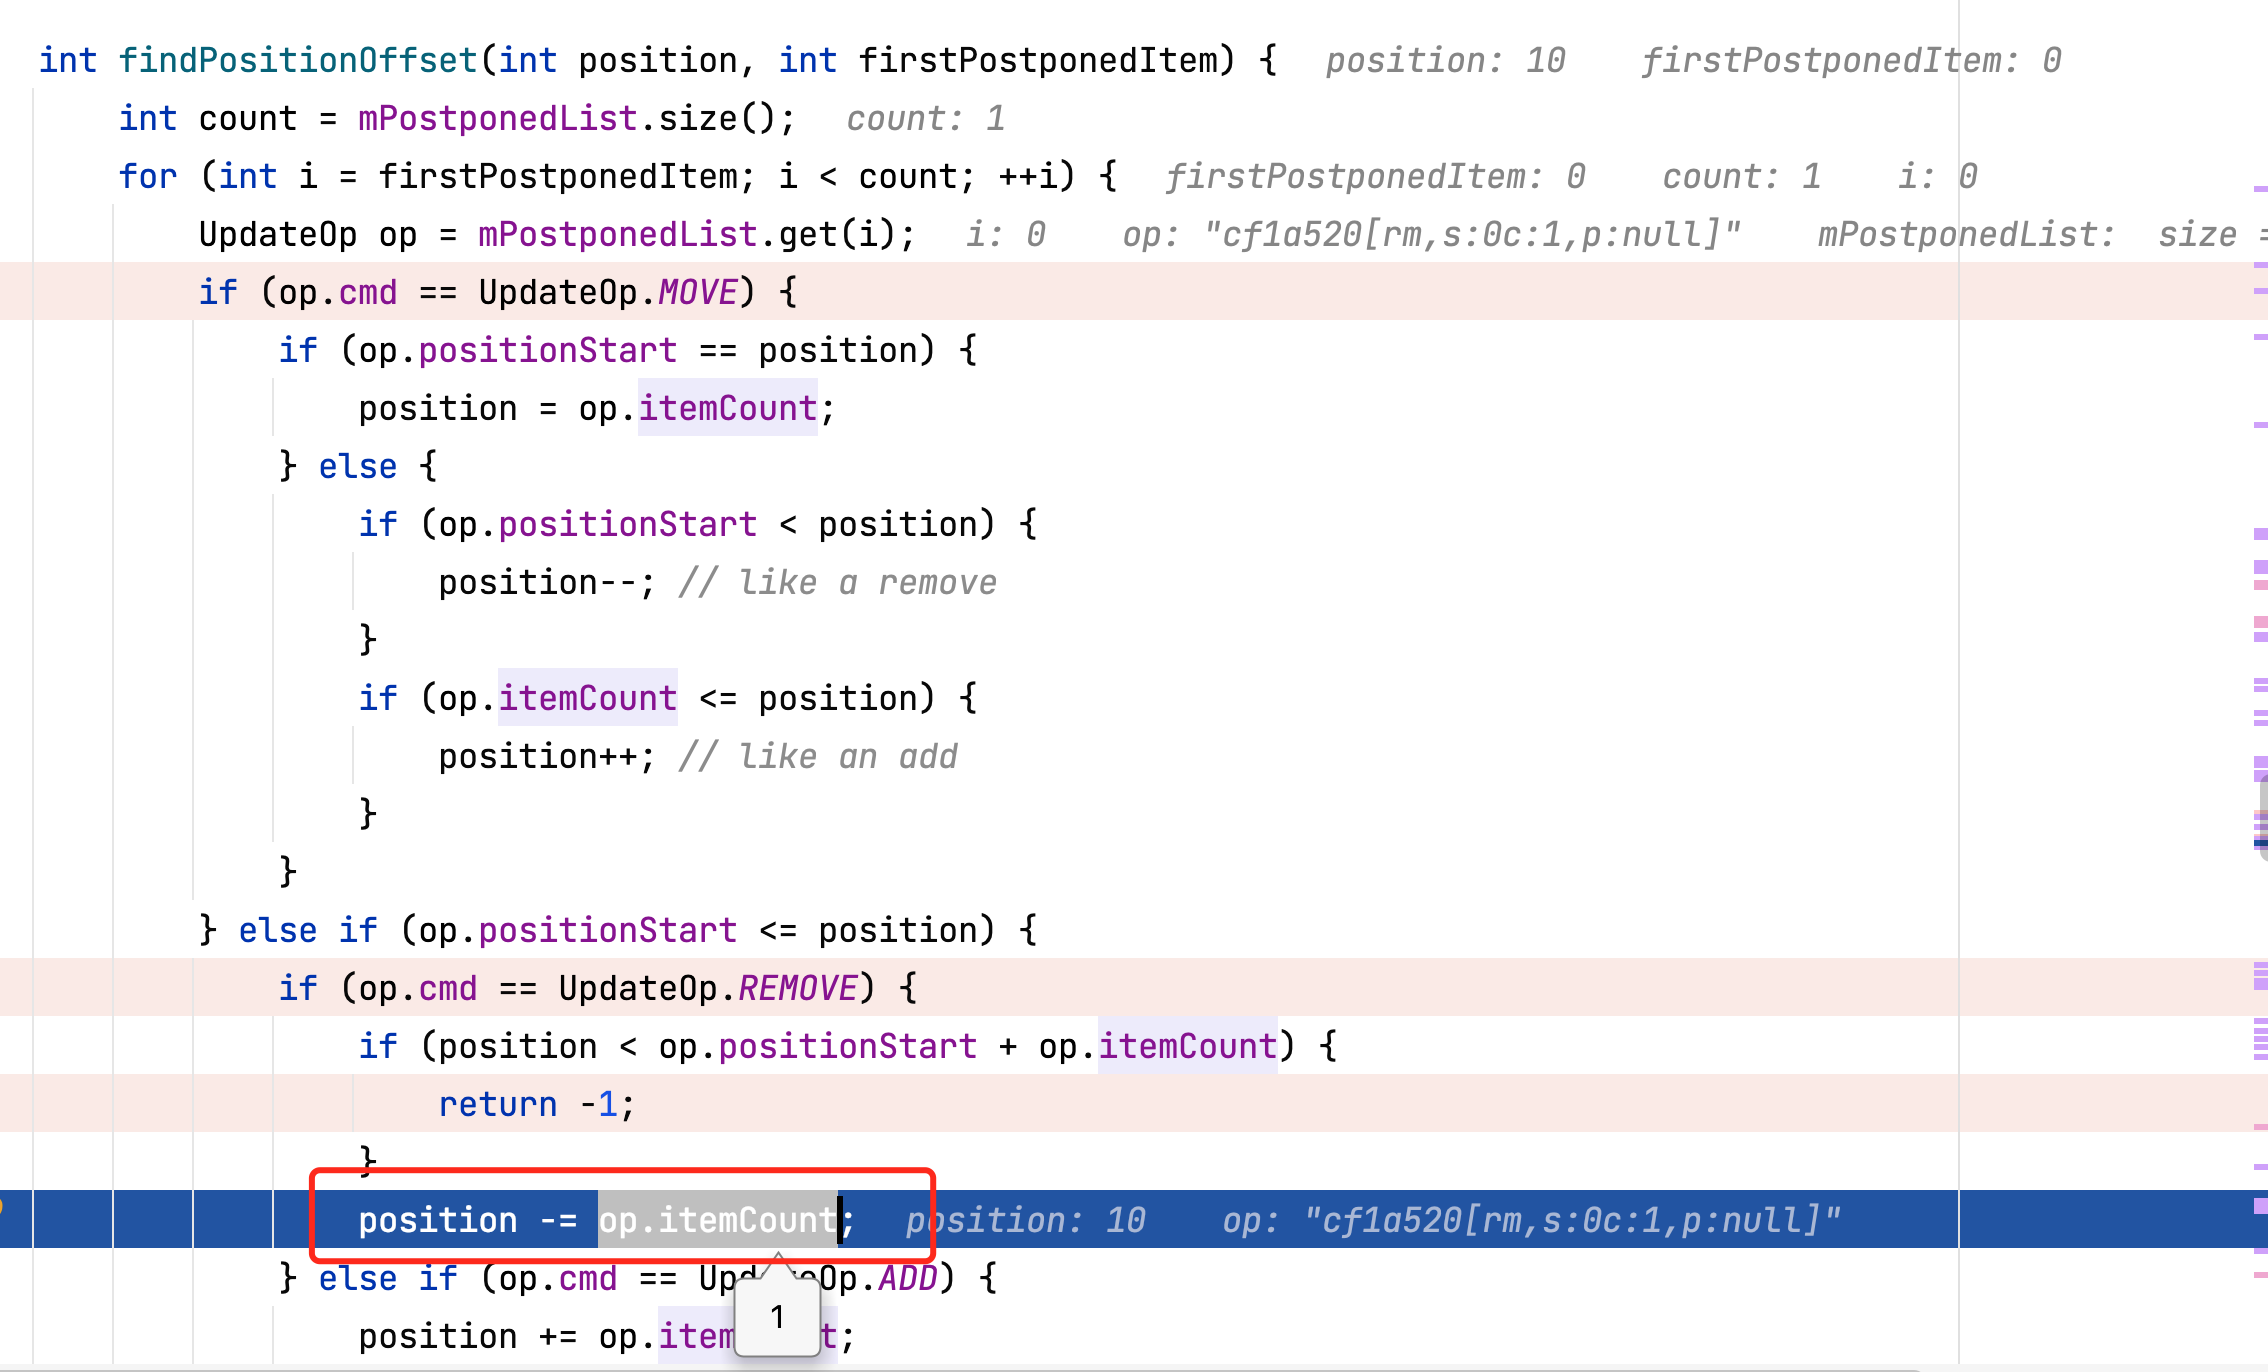 int findPositionOffset(int position, int firstPostponedItem) {   position: 10    firstPostponedItem: 0
    int count = mPostponedList.size();   count: 1
    for (int i = firstPostponedItem; i < count; ++i) {   firstPostponedItem: 0    count: 1    i: 0
        UpdateOp op = mPostponedList.get(i);   i: 0    op: "cf1a520[rm,s:0c:1,p:null]"    mPostponedList:  size =
        if (op.cmd == UpdateOp.MOVE) {
            if (op.positionStart == position) {
                position = op.itemCount;
            } else {
                if (op.positionStart < position) {
                    position--; // like a remove
                }
                if (op.itemCount <= position) {
                    position++; // like an add
                }
            }
        } else if (op.positionStart <= position) {
            if (op.cmd == UpdateOp.REMOVE) {
                if (position < op.positionStart + op.itemCount) {
                    return -1;
                }
                position -= op.itemCount;   position: 10    op: "cf1a520[rm,s:0c:1,p:null]"
            } else if (op.cmd == UpdateOp.ADD) {
                position += op.itemCount;
1